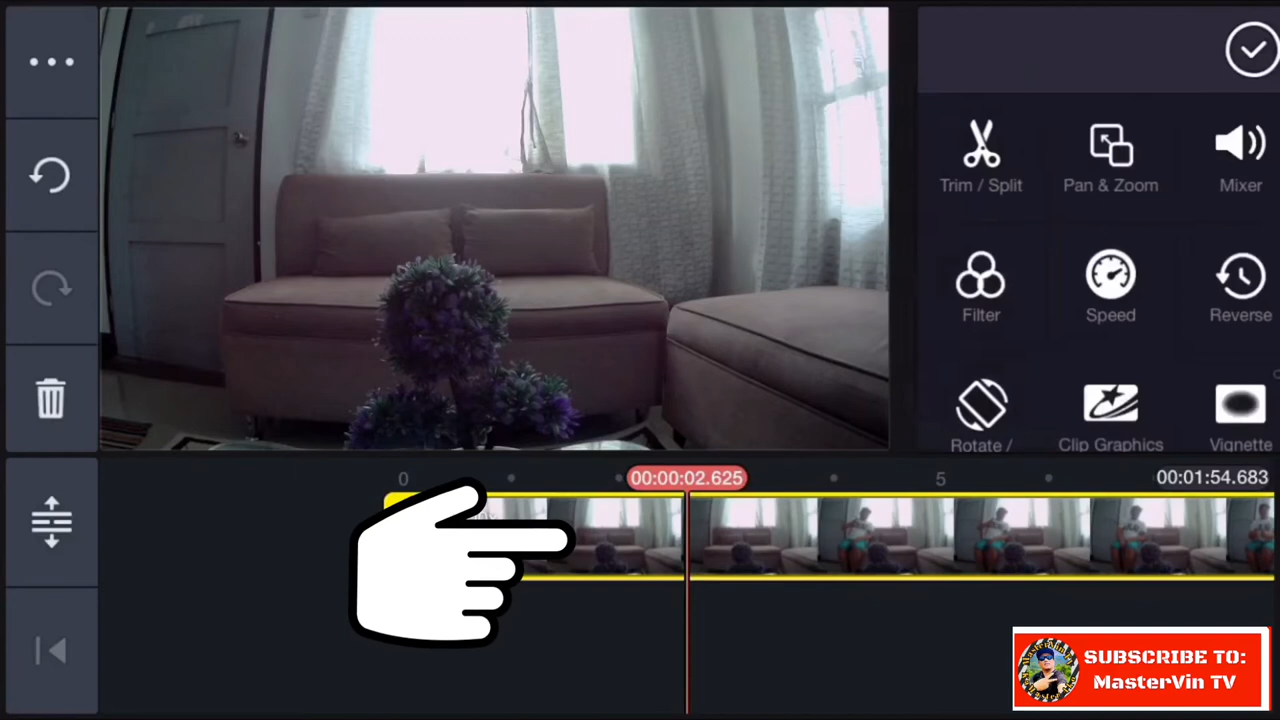 Trim / Split
Pan & Zoom
Mixer
Filter
Speed
Reverse
Rotate /
Clip Graphics
Vignette
0
00:00:02.625
5
00:01:54.683
SUBSCRIBE TO:
MasterVin TV